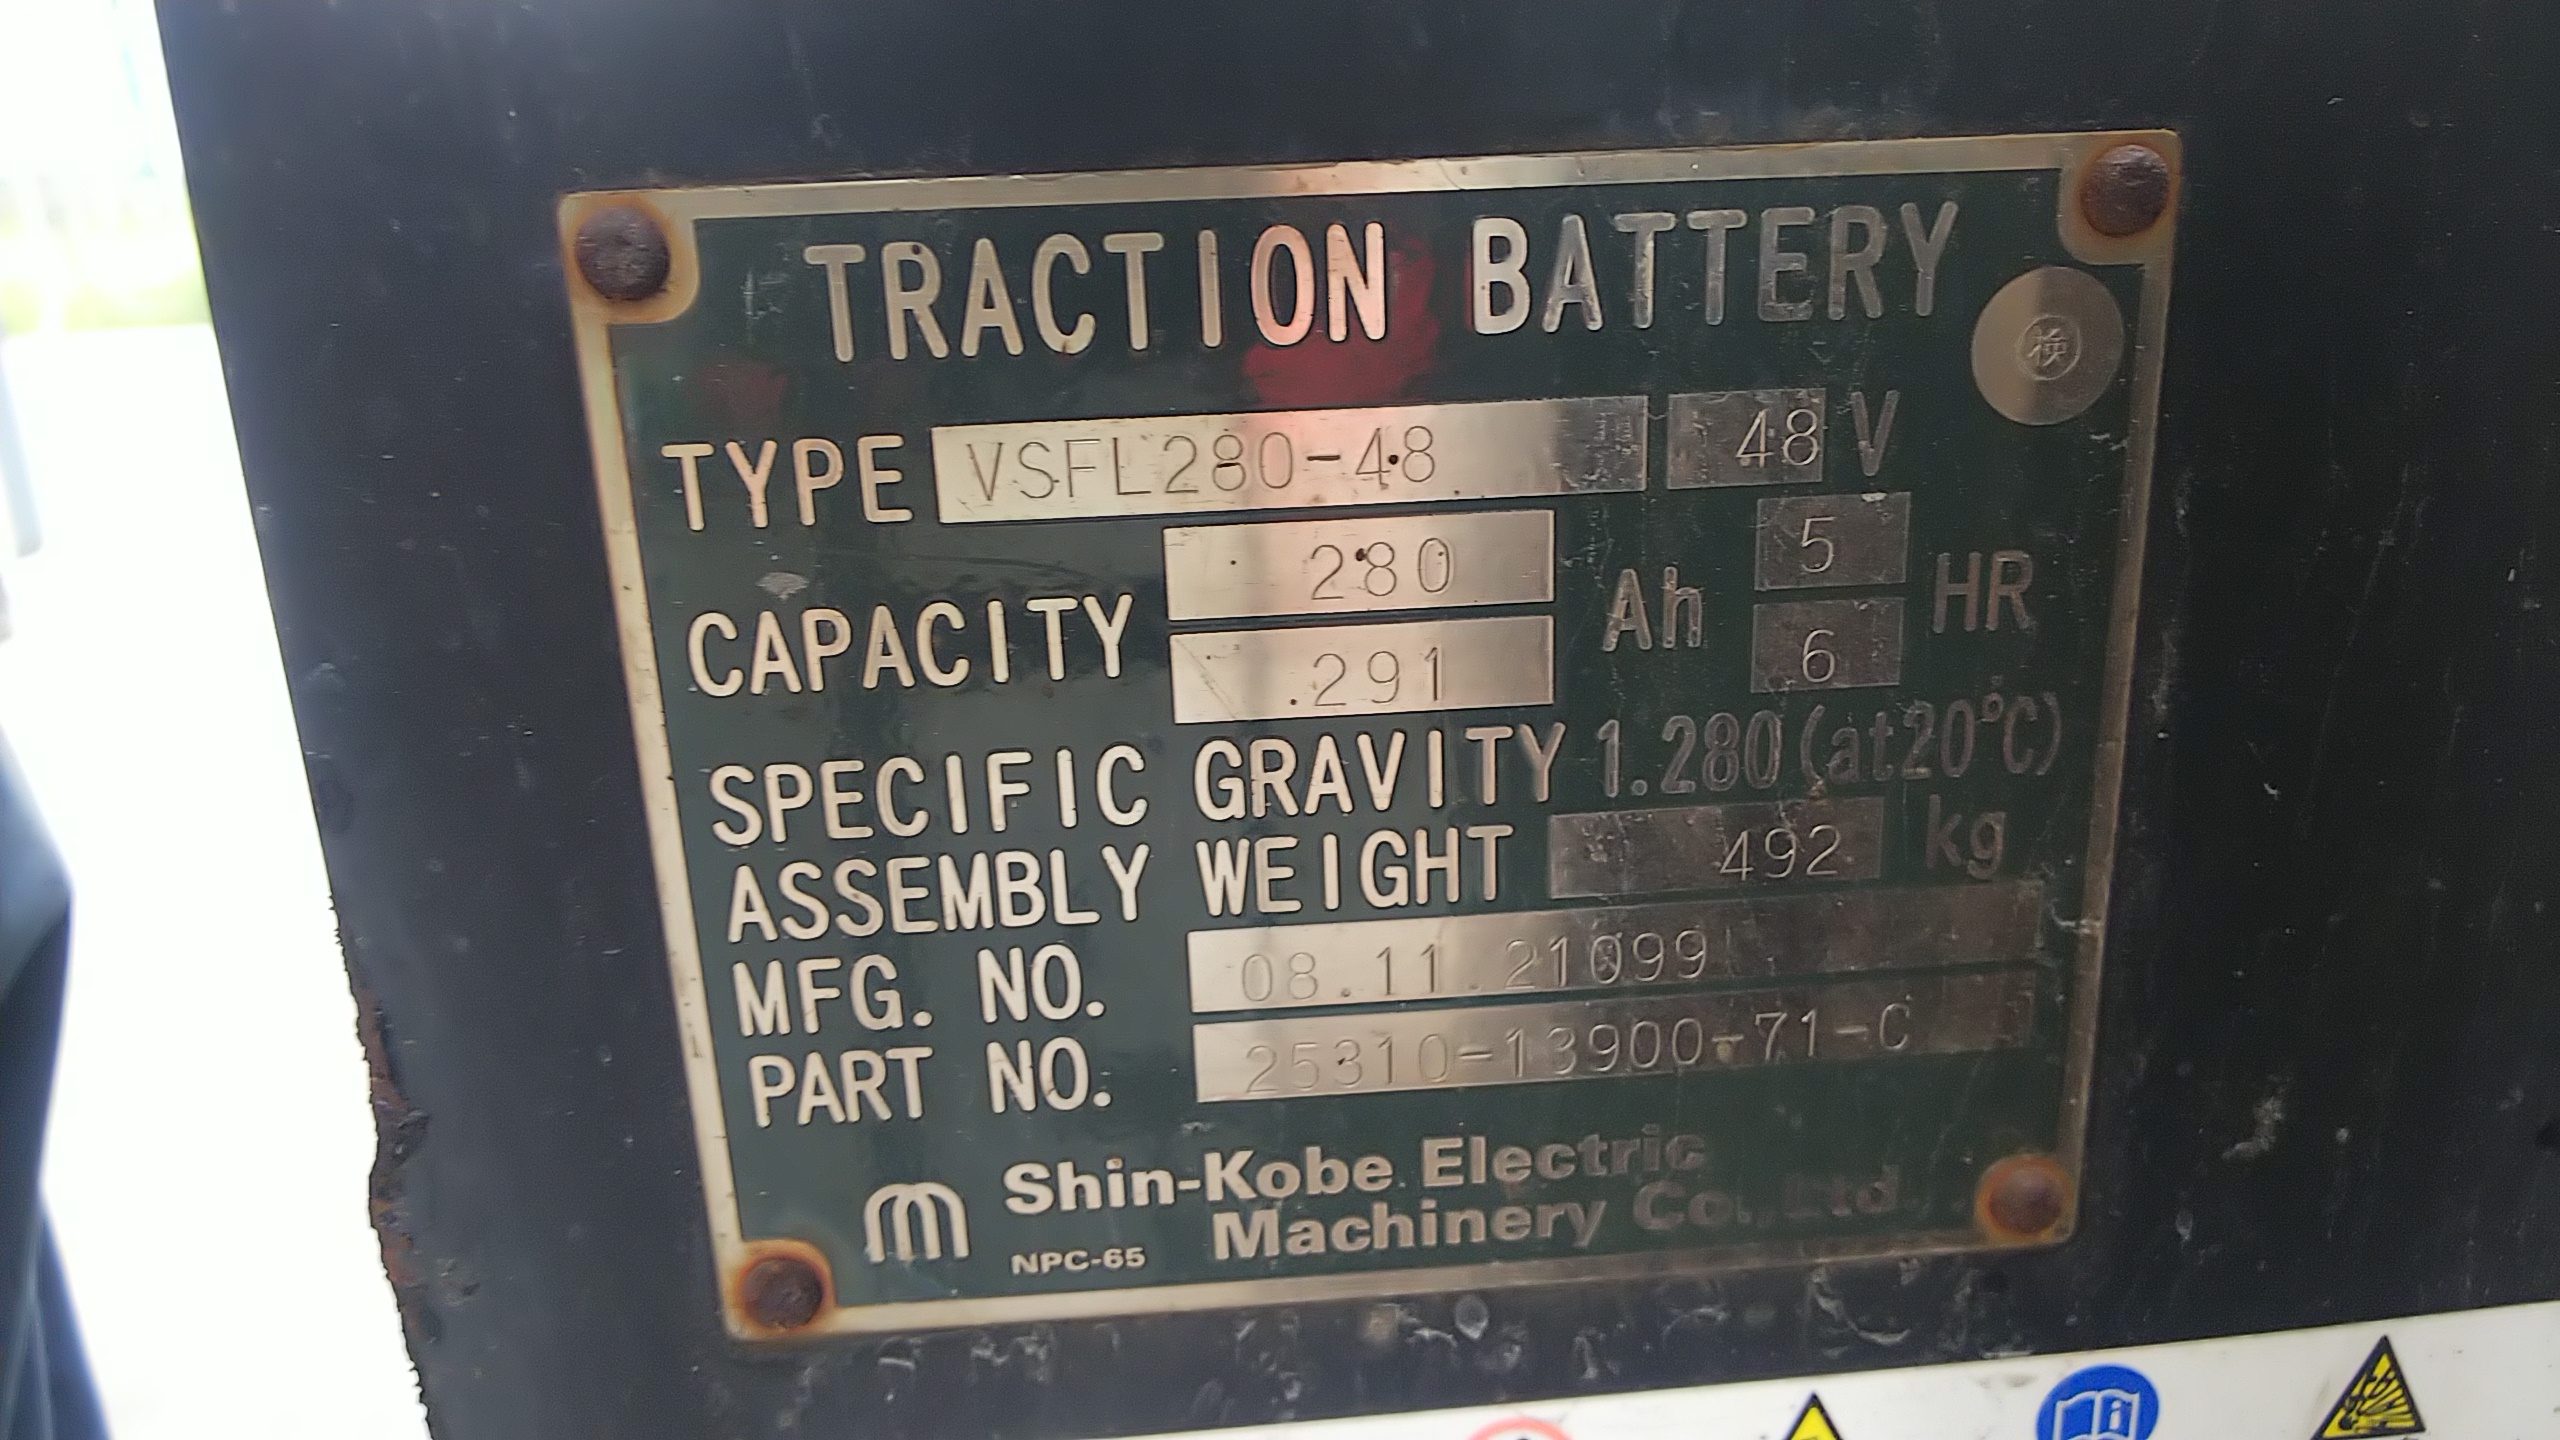 TRACTION BATTERY
検
TYPE VSFL280-48 48 V
CAPACITY 280 Ah 5 HR
291 6
SPECIFIC GRAVITY 1.280(at20°C)
ASSEMBLY WEIGHT 492 kg
MFG. NO. 08.11.21099
PART NO. 25310-13900-71-C
Shin-Kobe Electric
Machinery Co., Ltd.
NPC-65